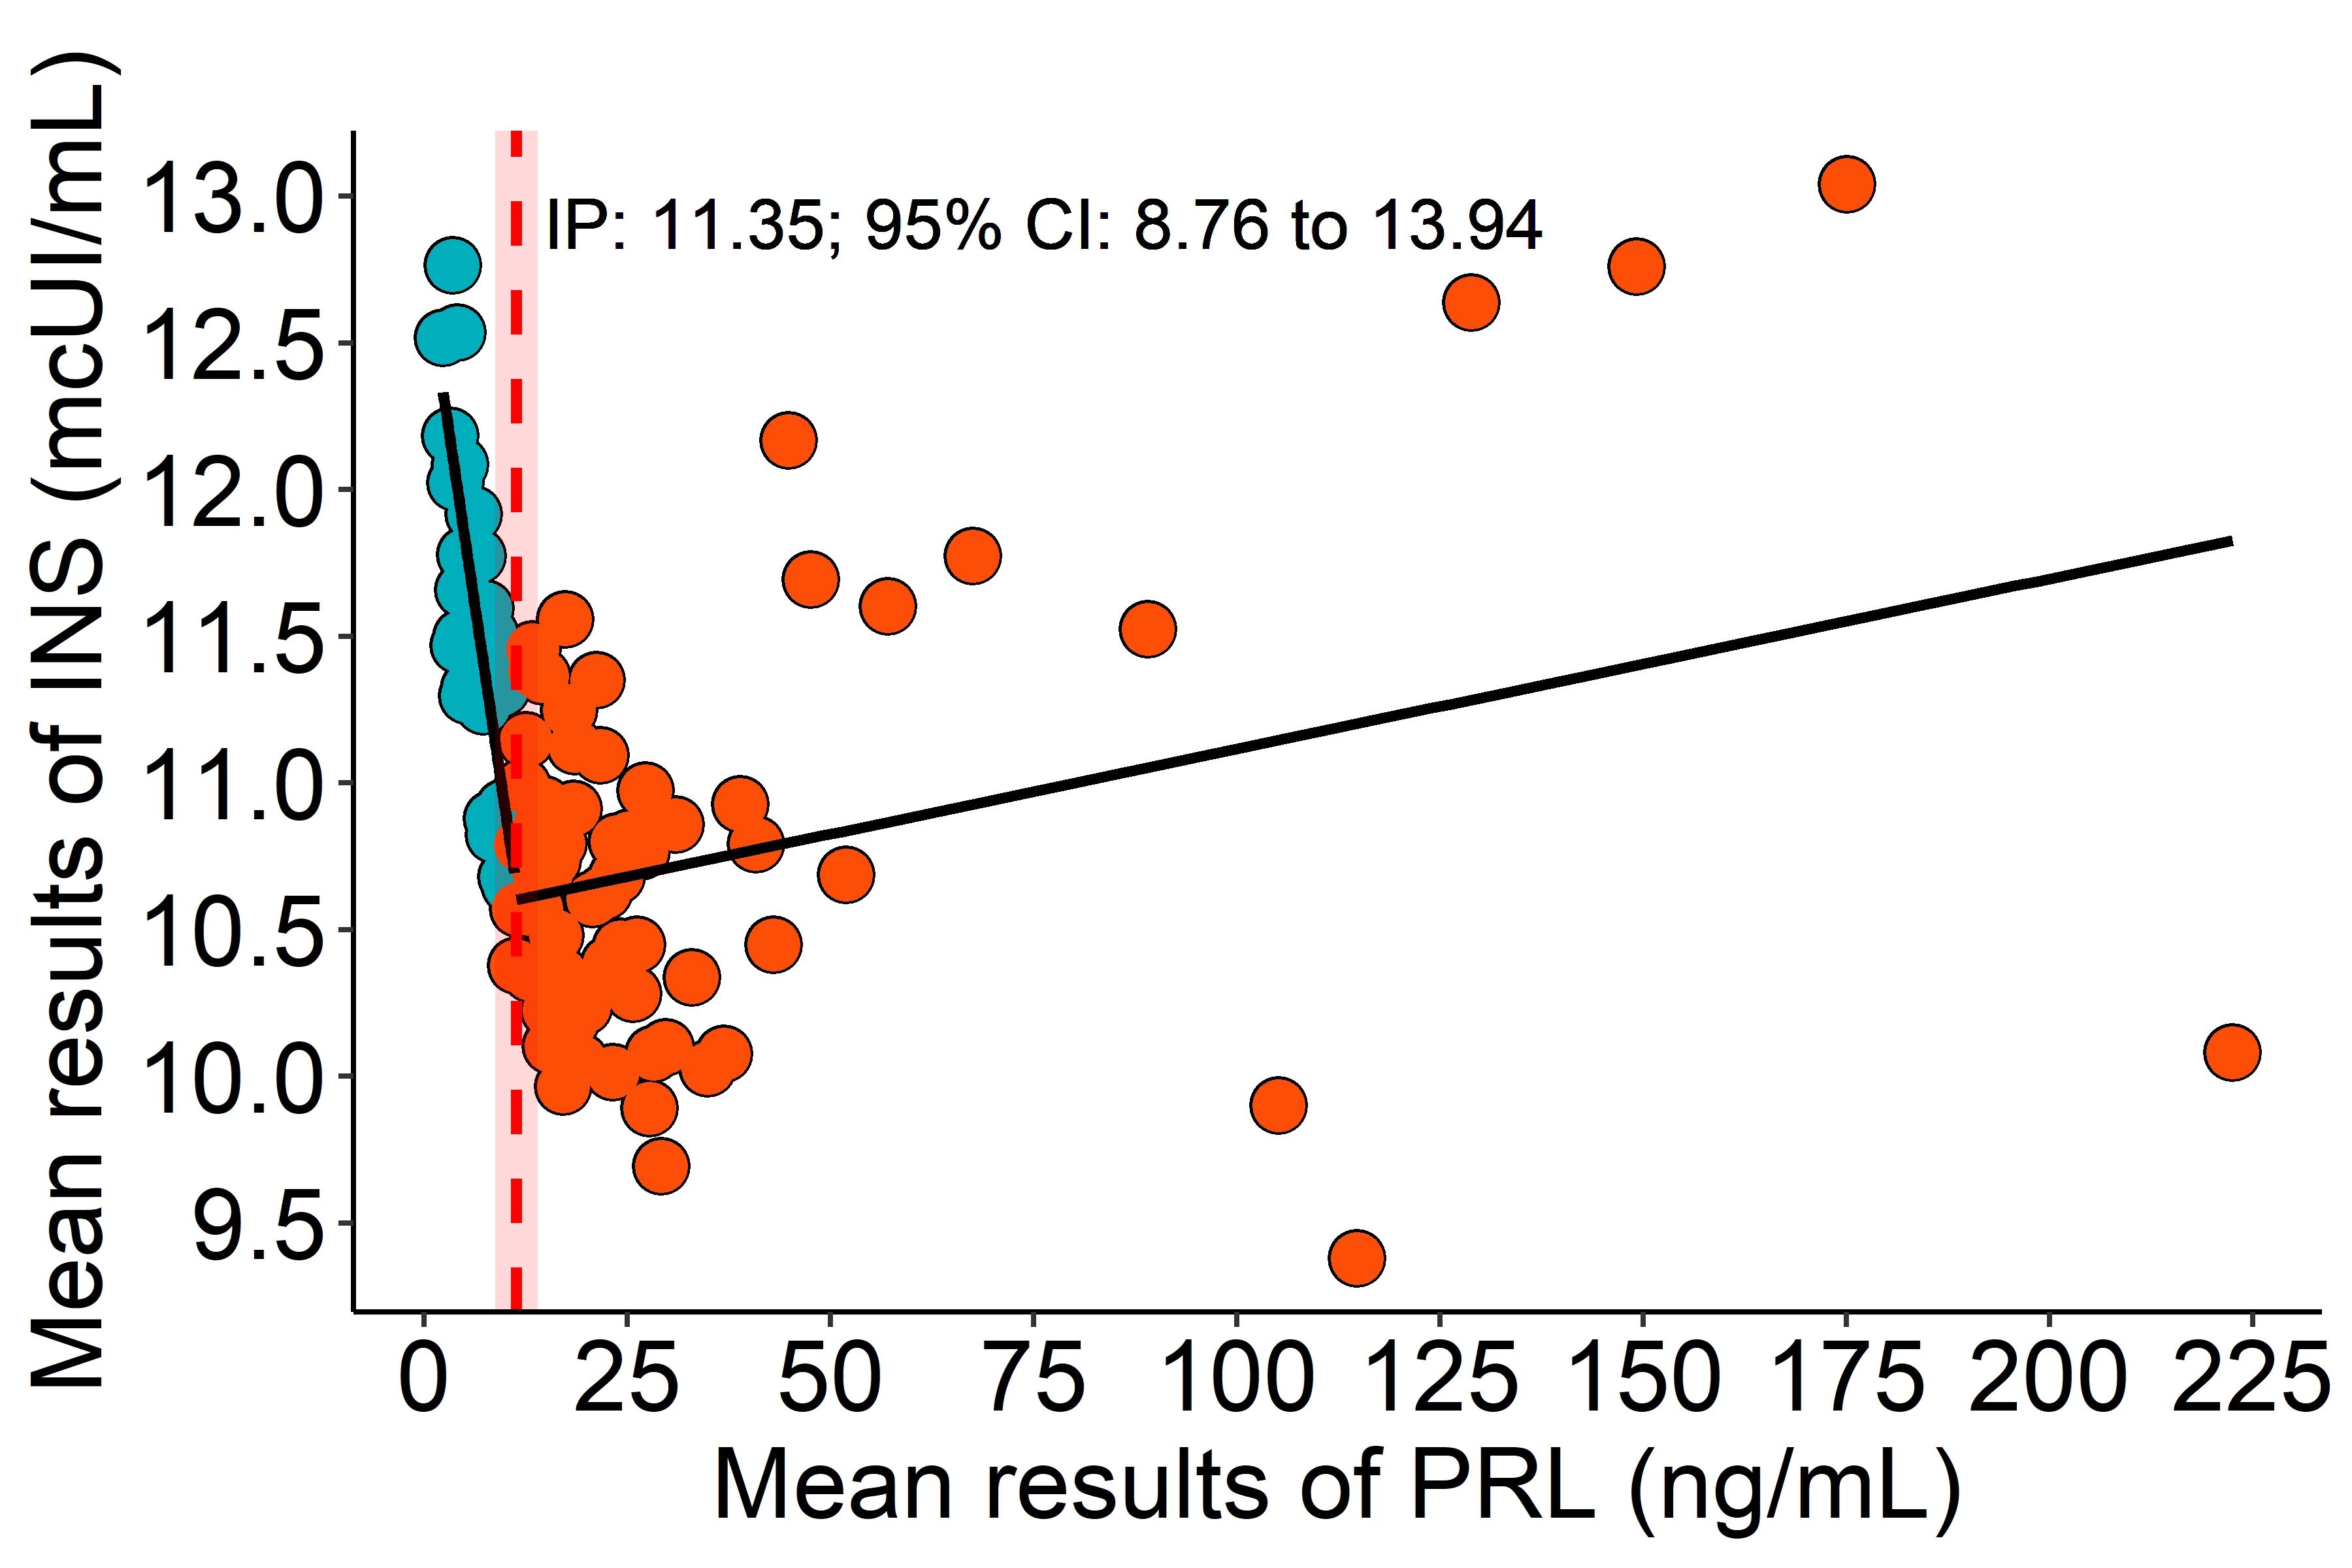 Mean results of INS (mcUI/mL)
13.0
12.5
12.0
11.5
11.0
10.5
10.0
9.5
IP: 11.35; 95% CI: 8.76 to 13.94
0 25 50 75 100 125 150 175 200 225
Mean results of PRL (ng/mL)